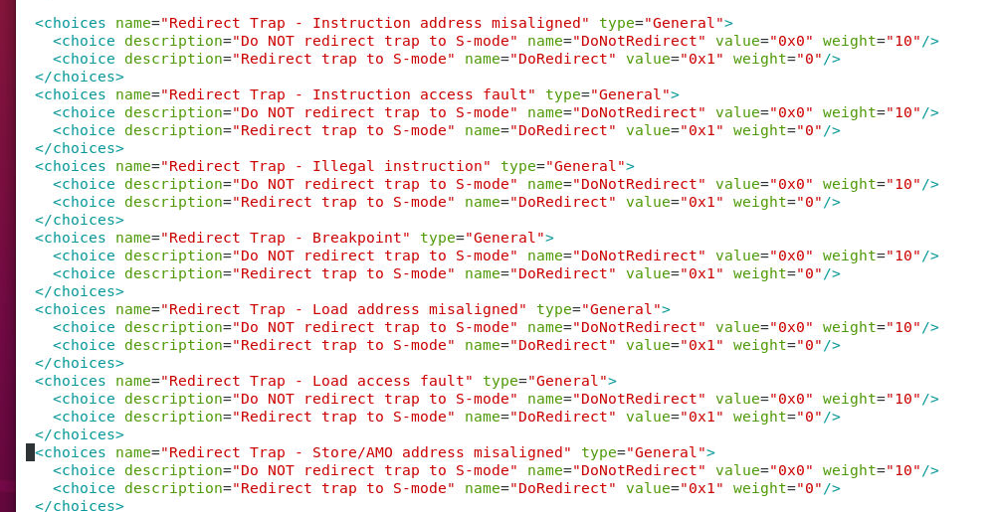 <choices name="Redirect Trap - Instruction address misaligned" type="General">
  <choice description="Do NOT redirect trap to S-mode" name="DoNotRedirect" value="0x0" weight="10"/>
  <choice description="Redirect trap to S-mode" name="DoRedirect" value="0x1" weight="0"/>
</choices>
<choices name="Redirect Trap - Instruction access fault" type="General">
  <choice description="Do NOT redirect trap to S-mode" name="DoNotRedirect" value="0x0" weight="10"/>
  <choice description="Redirect trap to S-mode" name="DoRedirect" value="0x1" weight="0"/>
</choices>
<choices name="Redirect Trap - Illegal instruction" type="General">
  <choice description="Do NOT redirect trap to S-mode" name="DoNotRedirect" value="0x0" weight="10"/>
  <choice description="Redirect trap to S-mode" name="DoRedirect" value="0x1" weight="0"/>
</choices>
<choices name="Redirect Trap - Breakpoint" type="General">
  <choice description="Do NOT redirect trap to S-mode" name="DoNotRedirect" value="0x0" weight="10"/>
  <choice description="Redirect trap to S-mode" name="DoRedirect" value="0x1" weight="0"/>
</choices>
<choices name="Redirect Trap - Load address misaligned" type="General">
  <choice description="Do NOT redirect trap to S-mode" name="DoNotRedirect" value="0x0" weight="10"/>
  <choice description="Redirect trap to S-mode" name="DoRedirect" value="0x1" weight="0"/>
</choices>
<choices name="Redirect Trap - Load access fault" type="General">
  <choice description="Do NOT redirect trap to S-mode" name="DoNotRedirect" value="0x0" weight="10"/>
  <choice description="Redirect trap to S-mode" name="DoRedirect" value="0x1" weight="0"/>
</choices>
<choices name="Redirect Trap - Store/AMO address misaligned" type="General">
  <choice description="Do NOT redirect trap to S-mode" name="DoNotRedirect" value="0x0" weight="10"/>
  <choice description="Redirect trap to S-mode" name="DoRedirect" value="0x1" weight="0"/>
</choices>